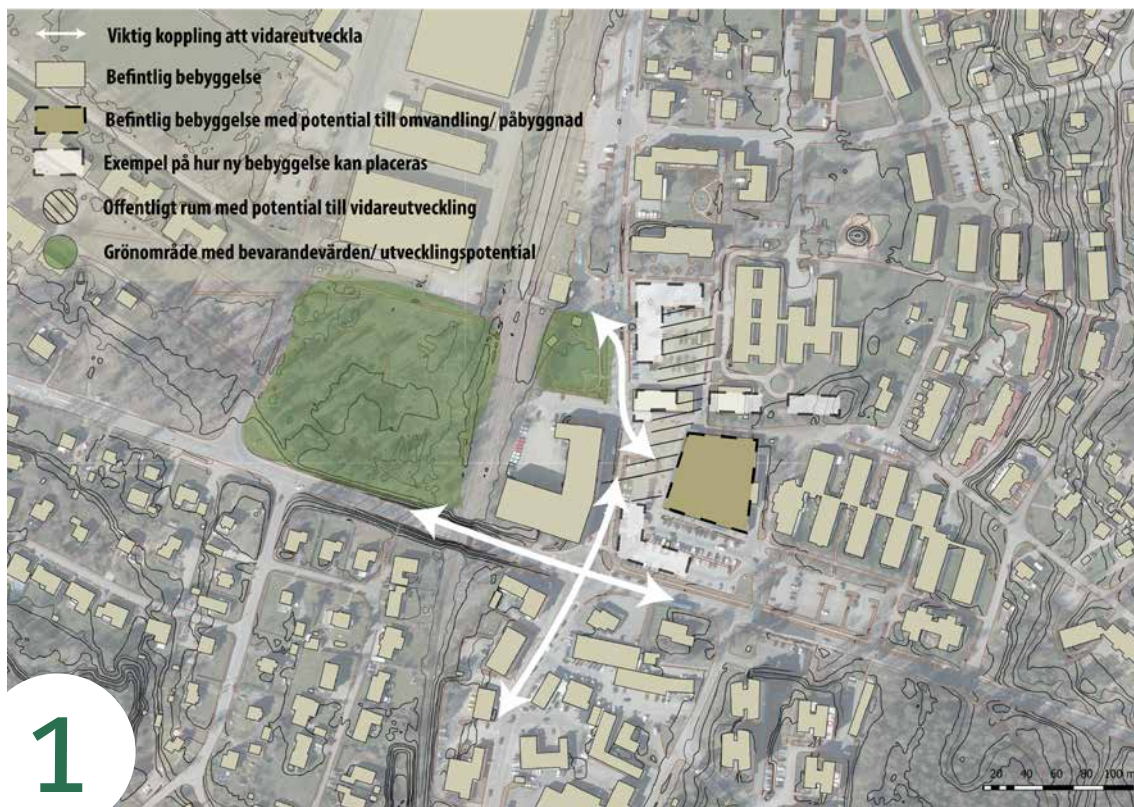 Viktig koppling att vidareutveckla
Befintlig bebyggelse
Befintlig bebyggelse med potential till omvandling/ påbyggnad
Exempel på hur ny bebyggelse kan placeras
Offentligt rum med potential till vidareutveckling
Grönområde med bevarandevärden/ utvecklingspotential
1
20 40 60 80 100 m